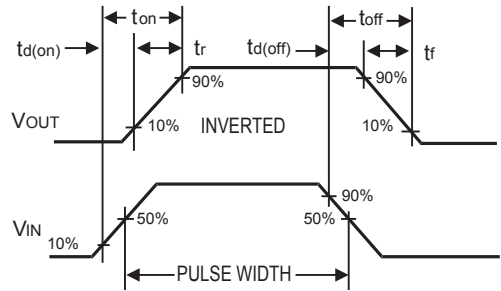 ton toff
td(on) tr td(off) tf
90% 90%
VOUT 10% INVERTED 10%
90%
50% 50%
VIN
10%
PULSE WIDTH